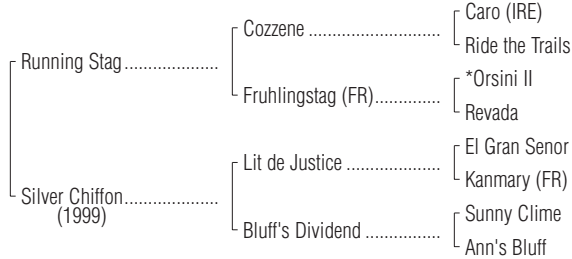 Caro (IRE)
Cozzene ........................
Ride the Trails
Running Stag...................
*Orsini II
Fruhlingstag (FR).............
Revada
El Gran Senor
Lit de Justice .................
Kanmary (FR)
Silver Chiffon...................
(1999)
Sunny Clime
Bluff's Dividend ...............
Ann's Bluff